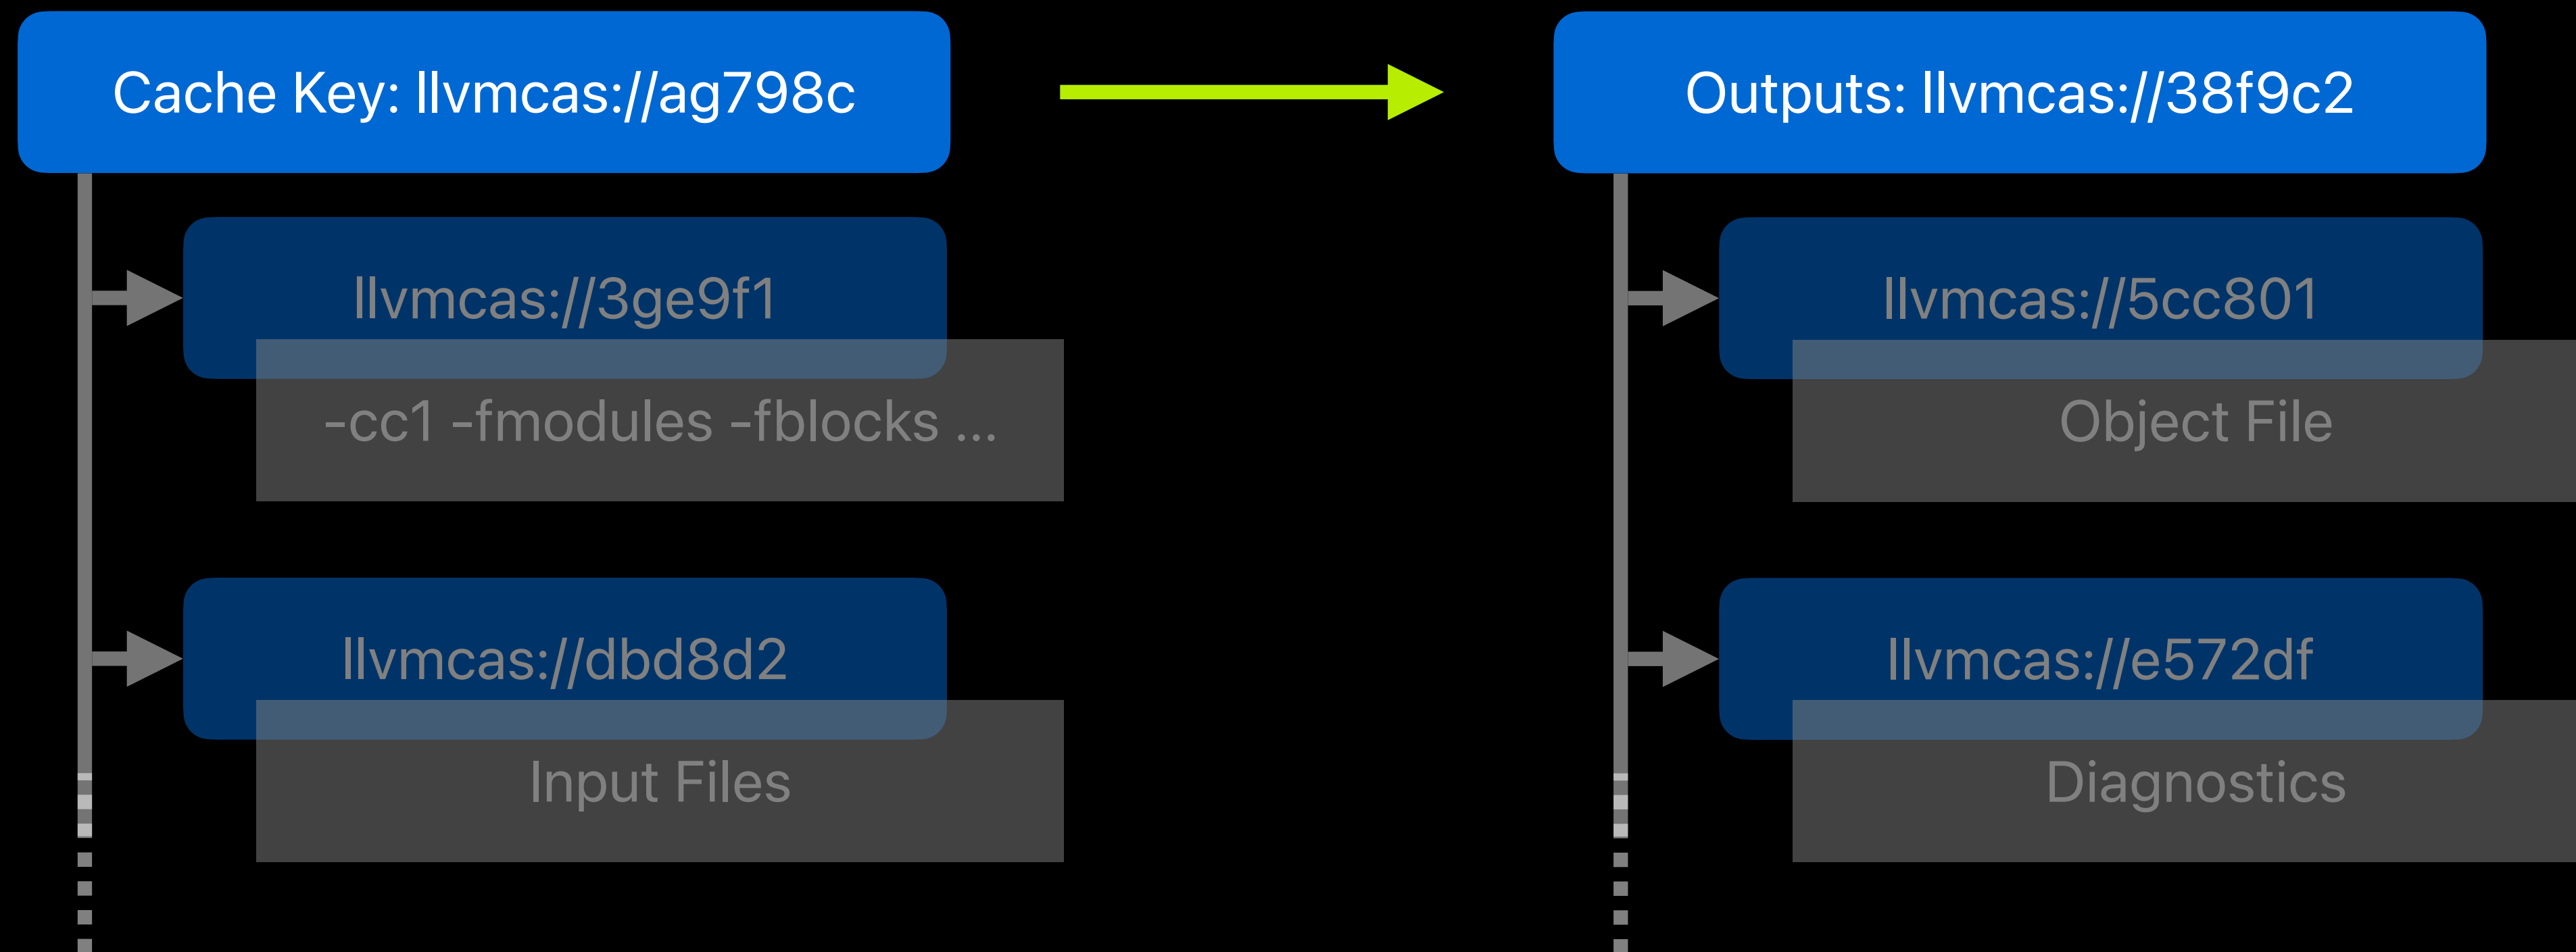 Cache Key: llvmcas://ag798c
llvmcas://3ge9f1
-cc1 -fmodules -fblocks ...
llvmcas://dbd8d2
Input Files
Outputs: llvmcas://38f9c2
llvmcas://5cc801
Object File
llvmcas://e572df
Diagnostics